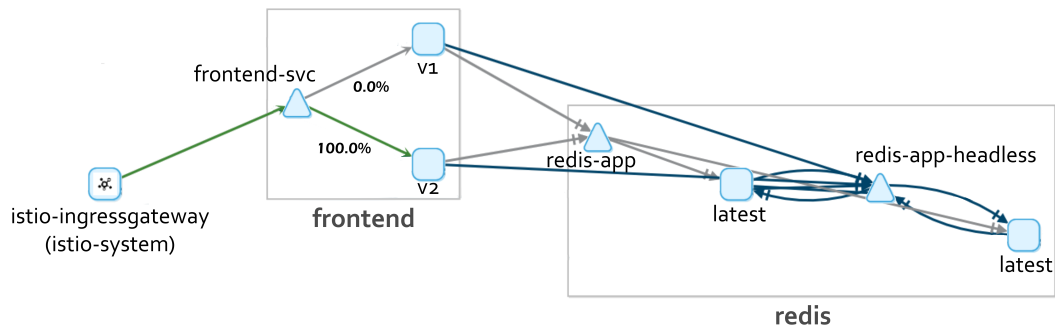 frontend-svc
0.0%
v1
100.0%
v2
istio-ingressgateway
(istio-system)
frontend
redis-app
redis-app-headless
latest
latest
redis